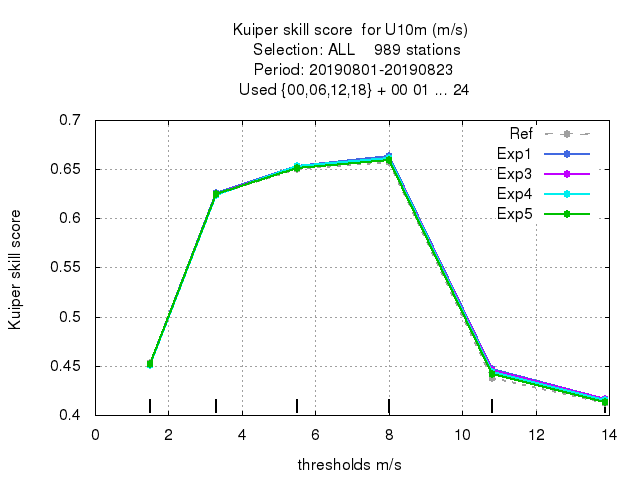 Kuiper skill score  for U10m (m/s)
Selection: ALL    989 stations
Period: 20190801-20190823
Used {00,06,12,18} + 00 01 ... 24
Ref
Exp1
Exp3
Exp4
Exp5
Kuiper skill score
0.7
0.65
0.6
0.55
0.5
0.45
0.4
0 2 4 6 8 10 12 14
thresholds m/s